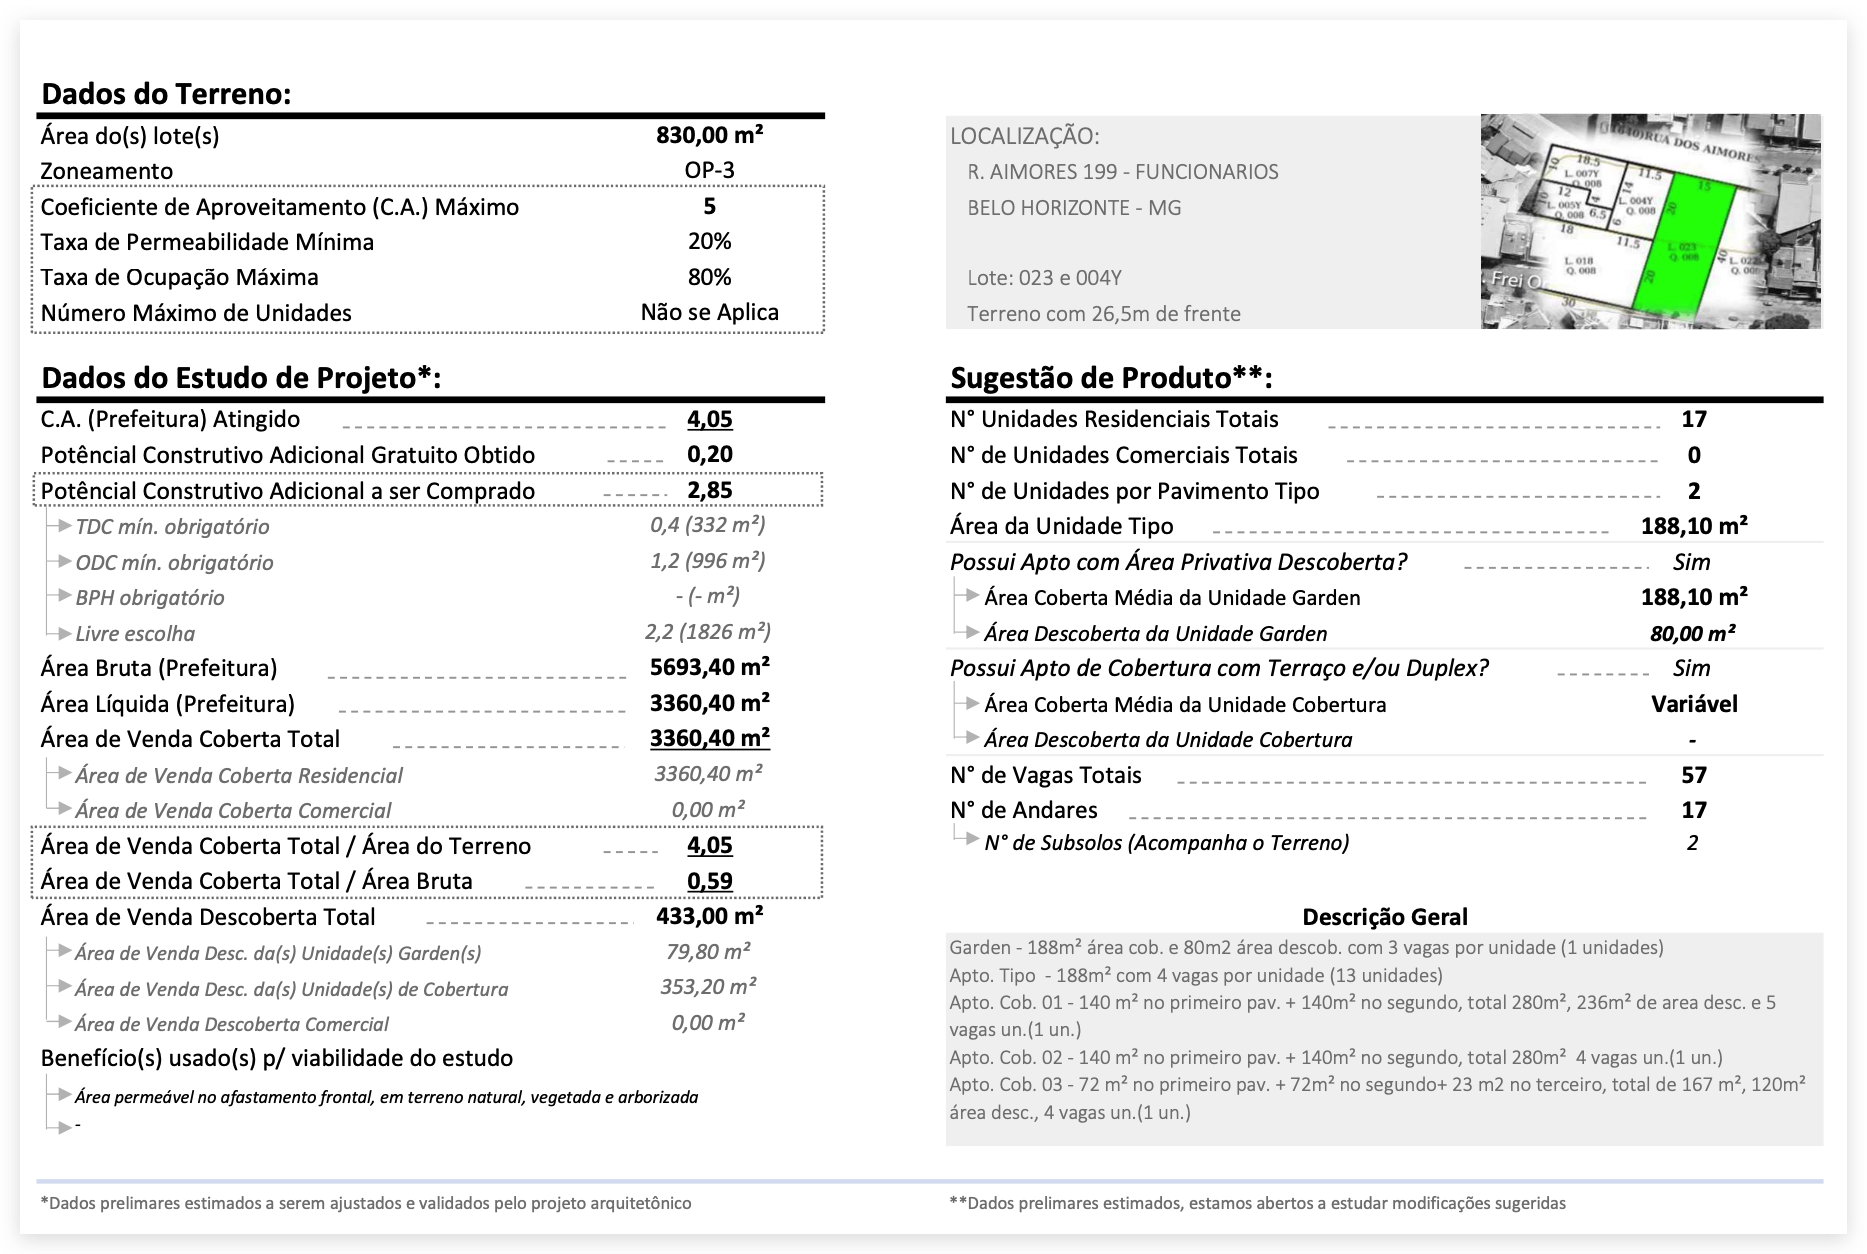 Dados do Terreno:
Área do(s) lote(s) 830,00 m²
Zoneamento OP-3
Coeficiente de Aproveitamento (C.A.) Máximo 5
Taxa de Permeabilidade Mínima 20%
Taxa de Ocupação Máxima 80%
Número Máximo de Unidades Não se Aplica
LOCALIZAÇÃO:
R. AIMORES 199 - FUNCIONARIOS
BELO HORIZONTE - MG
Lote: 023 e 004Y
Terreno com 26,5m de frente
RUA DOS AIMORES
10
18.5
L. 007Y
Q. 008
11.5
15
12
14
10
L. 005Y
Q. 008
4
6.5
6
L. 004Y
Q. 008
20
18
11.5
L. 023
Q. 008
40
L. 018
Q. 008
20
Frei O
30
Dados do Estudo de Projeto*:
C.A. (Prefeitura) Atingido 4,05
Potêncial Construtivo Adicional Gratuito Obtido 0,20
Potêncial Construtivo Adicional a ser Comprado 2,85
TDC mín. obrigatório 0,4 (332 m²)
ODC mín. obrigatório 1,2 (996 m²)
BPH obrigatório - (- m²)
Livre escolha 2,2 (1826 m²)
Área Bruta (Prefeitura) 5693,40 m²
Área Líquida (Prefeitura) 3360,40 m²
Área de Venda Coberta Total 3360,40 m²
Área de Venda Coberta Residencial 3360,40 m²
Área de Venda Coberta Comercial 0,00 m²
Área de Venda Coberta Total / Área do Terreno 4,05
Área de Venda Coberta Total / Área Bruta 0,59
Área de Venda Descoberta Total 433,00 m²
Área de Venda Desc. da(s) Unidade(s) Garden(s) 79,80 m²
Área de Venda Desc. da(s) Unidade(s) de Cobertura 353,20 m²
Área de Venda Descoberta Comercial 0,00 m²
Benefício(s) usado(s) p/ viabilidade do estudo
Área permeável no afastamento frontal, em terreno natural, vegetada e arborizada
-
Sugestão de Produto**:
N° Unidades Residenciais Totais 17
N° de Unidades Comerciais Totais 0
N° de Unidades por Pavimento Tipo 2
Área da Unidade Tipo 188,10 m²
Possui Apto com Área Privativa Descoberta? Sim
Área Coberta Média da Unidade Garden 188,10 m²
Área Descoberta da Unidade Garden 80,00 m²
Possui Apto de Cobertura com Terraço e/ou Duplex? Sim
Área Coberta Média da Unidade Cobertura Variável
Área Descoberta da Unidade Cobertura -
N° de Vagas Totais 57
N° de Andares 17
N° de Subsolos (Acompanha o Terreno) 2
Descrição Geral
Garden - 188m² área cob. e 80m2 área descob. com 3 vagas por unidade (1 unidades)
Apto. Tipo - 188m² com 4 vagas por unidade (13 unidades)
Apto. Cob. 01 - 140 m² no primeiro pav. + 140m² no segundo, total 280m², 236m² de area desc. e 5
vagas un.(1 un.)
Apto. Cob. 02 - 140 m² no primeiro pav. + 140m² no segundo, total 280m² 4 vagas un.(1 un.)
Apto. Cob. 03 - 72 m² no primeiro pav. + 72m² no segundo+ 23 m2 no terceiro, total de 167 m², 120m²
área desc., 4 vagas un.(1 un.)
*Dados prelimares estimados a serem ajustados e validados pelo projeto arquitetônico
**Dados prelimares estimados, estamos abertos a estudar modificações sugeridas